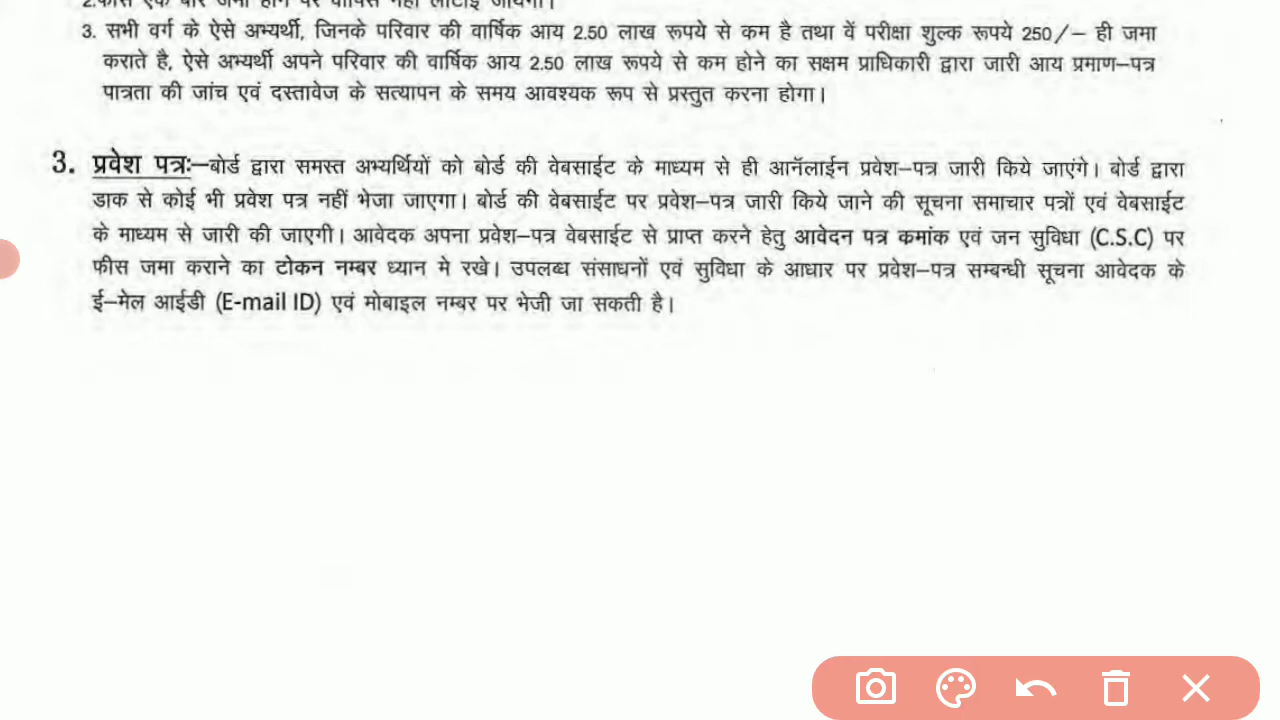 2.फीस एक बार जमा होने पर वापिस नहीं लौटाई जायेगी।
3. सभी वर्ग के ऐसे अभ्यर्थी, जिनके परिवार की वार्षिक आय 2.50 लाख रूपये से कम है तथा वें परीक्षा शुल्क रूपये 250/– ही जमा
कराते है, ऐसे अभ्यर्थी अपने परिवार की वार्षिक आय 2.50 लाख रूपये से कम होने का सक्षम प्राधिकारी द्वारा जारी आय प्रमाण–पत्र
पात्रता की जांच एवं दस्तावेज के सत्यापन के समय आवश्यक रूप से प्रस्तुत करना होगा।
3. प्रवेश पत्रः–बोर्ड द्वारा समस्त अभ्यर्थियों को बोर्ड की वेबसाईट के माध्यम से ही आनॅलाईन प्रवेश–पत्र जारी किये जाएंगे। बोर्ड द्वारा
डाक से कोई भी प्रवेश पत्र नहीं भेजा जाएगा। बोर्ड की वेबसाईट पर प्रवेश–पत्र जारी किये जाने की सूचना समाचार पत्रों एवं वेबसाईट
के माध्यम से जारी की जाएगी। आवेदक अपना प्रवेश–पत्र वेबसाईट से प्राप्त करने हेतु आवेदन पत्र कमांक एवं जन सुविधा (C.S.C) पर
फीस जमा कराने का टोकन नम्बर ध्यान मे रखे। उपलब्ध संसाधनों एवं सुविधा के आधार पर प्रवेश–पत्र सम्बन्धी सूचना आवेदक के
ई–मेल आईडी (E-mail ID) एवं मोबाइल नम्बर पर भेजी जा सकती है।